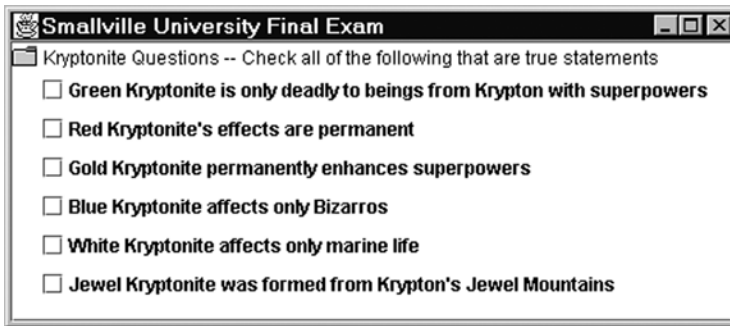 Smallville University Final Exam
Kryptonite Questions -- Check all of the following that are true statements
Green Kryptonite is only deadly to beings from Krypton with superpowers
Red Kryptonite's effects are permanent
Gold Kryptonite permanently enhances superpowers
Blue Kryptonite affects only Bizarros
White Kryptonite affects only marine life
Jewel Kryptonite was formed from Krypton's Jewel Mountains